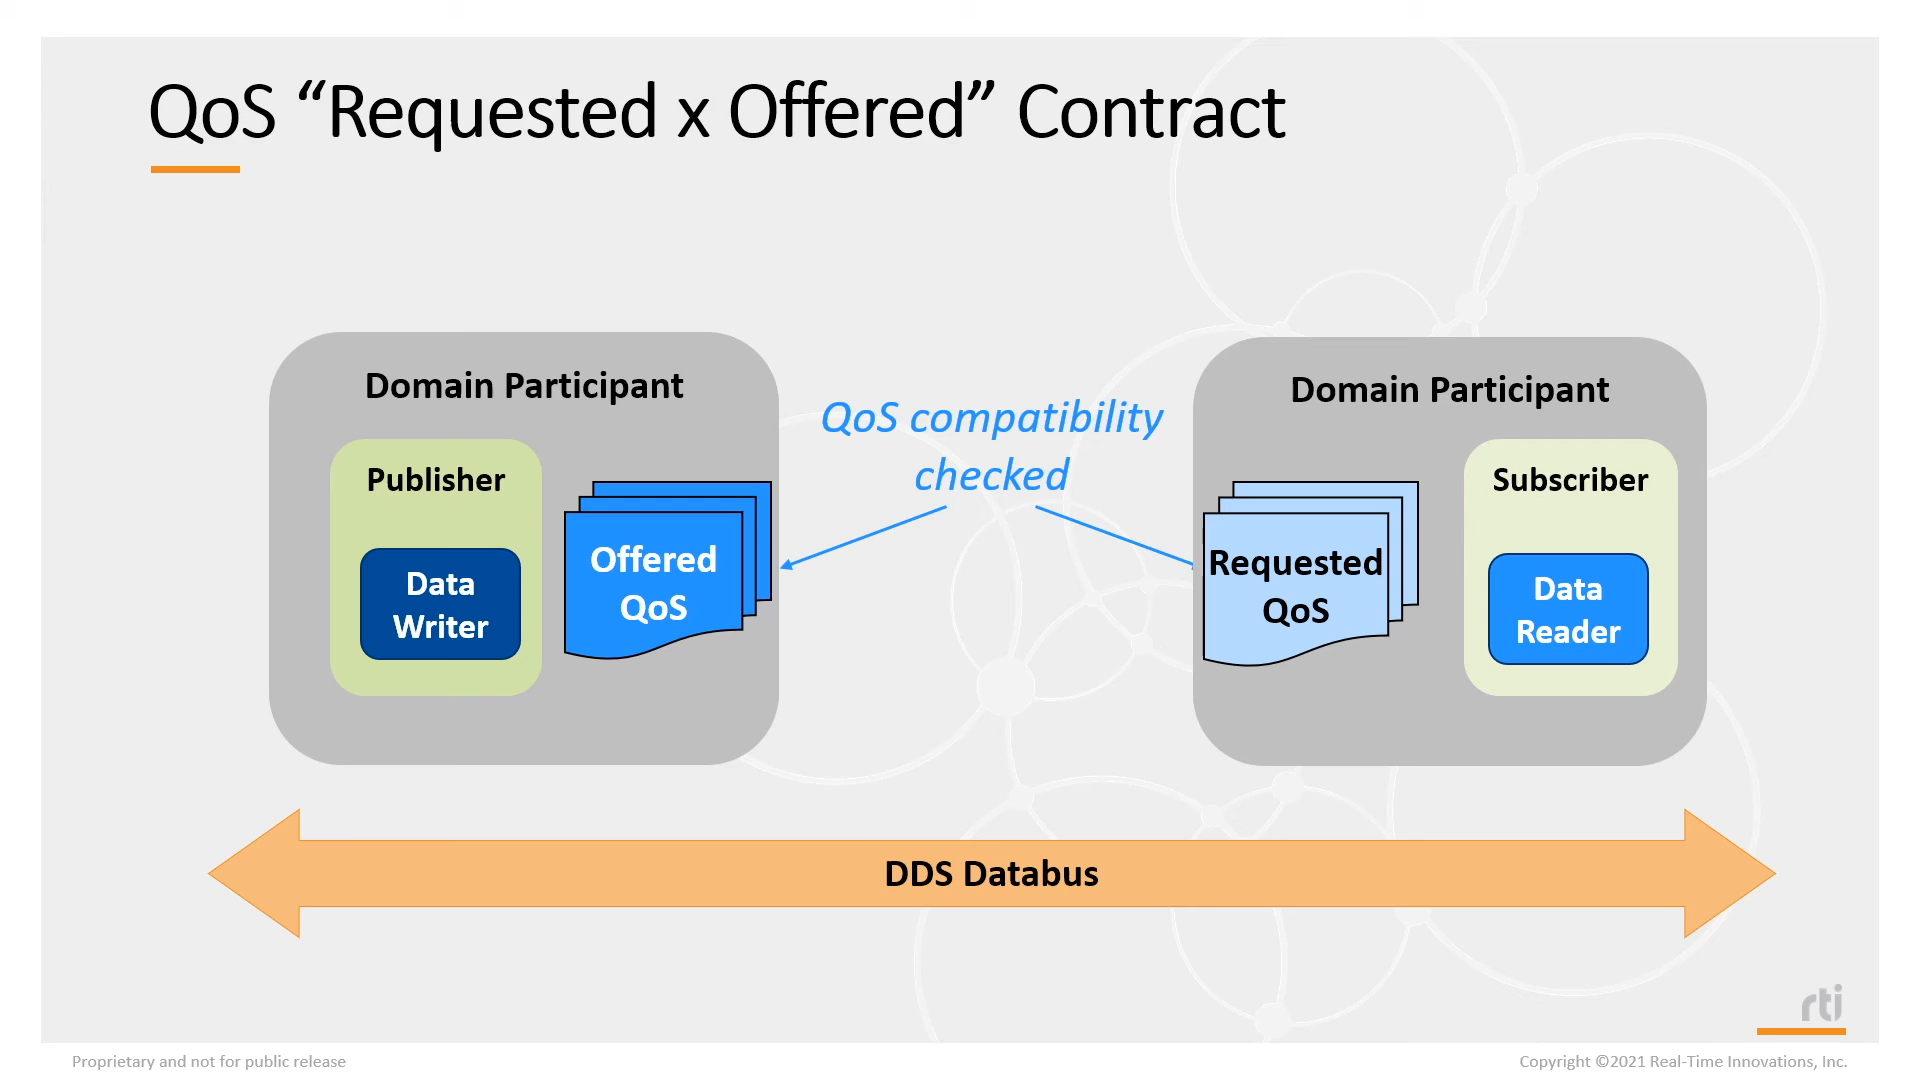 QoS “Requested x Offered” Contract
Domain Participant
Publisher
Data
Writer
Offered
QoS
QoS compatibility
checked
Domain Participant
Requested
QoS
Subscriber
Data
Reader
DDS Databus
rti
Proprietary and not for public release
Copyright ©2021 Real-Time Innovations, Inc.